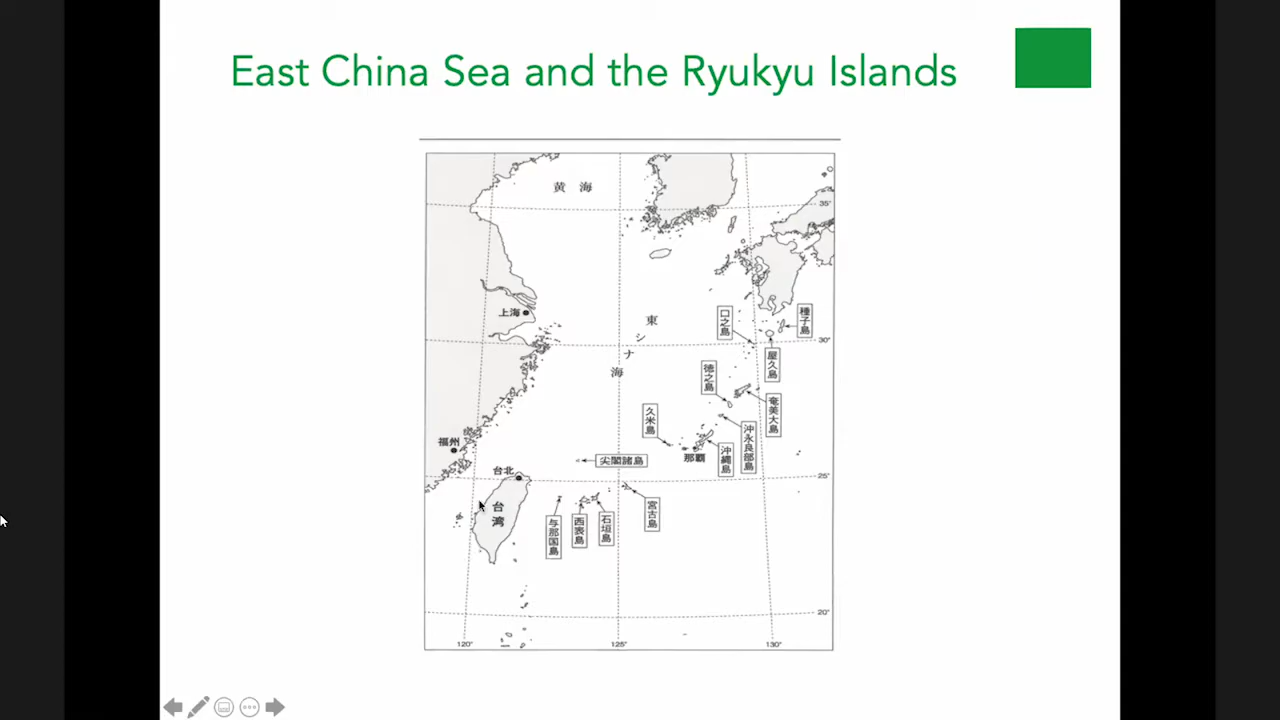 East China Sea and the Ryukyu Islands
黄 海
35°
上海
東シナ海
口之島
種子島
30°
屋久島
徳之島
奄美大島
久米島
沖永良部島
福州
那覇
沖縄島
尖閣諸島
台北
25°
台湾
宮古島
与那国島
西表島
石垣島
20°
120°
125°
130°